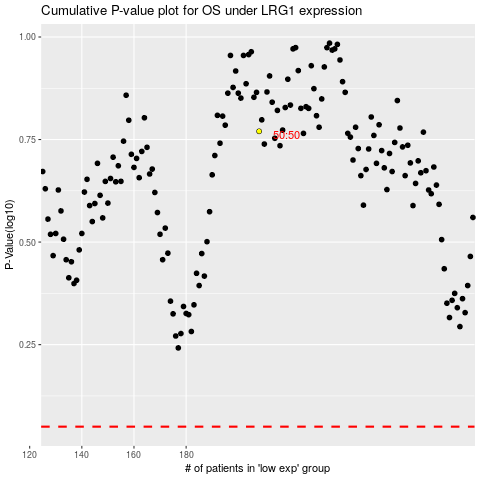 Cumulative P-value plot for OS under LRG1 expression
P-Value(log10)
1.00
0.75
0.50
0.25
50:50
120 140 160 180
# of patients in 'low exp' group